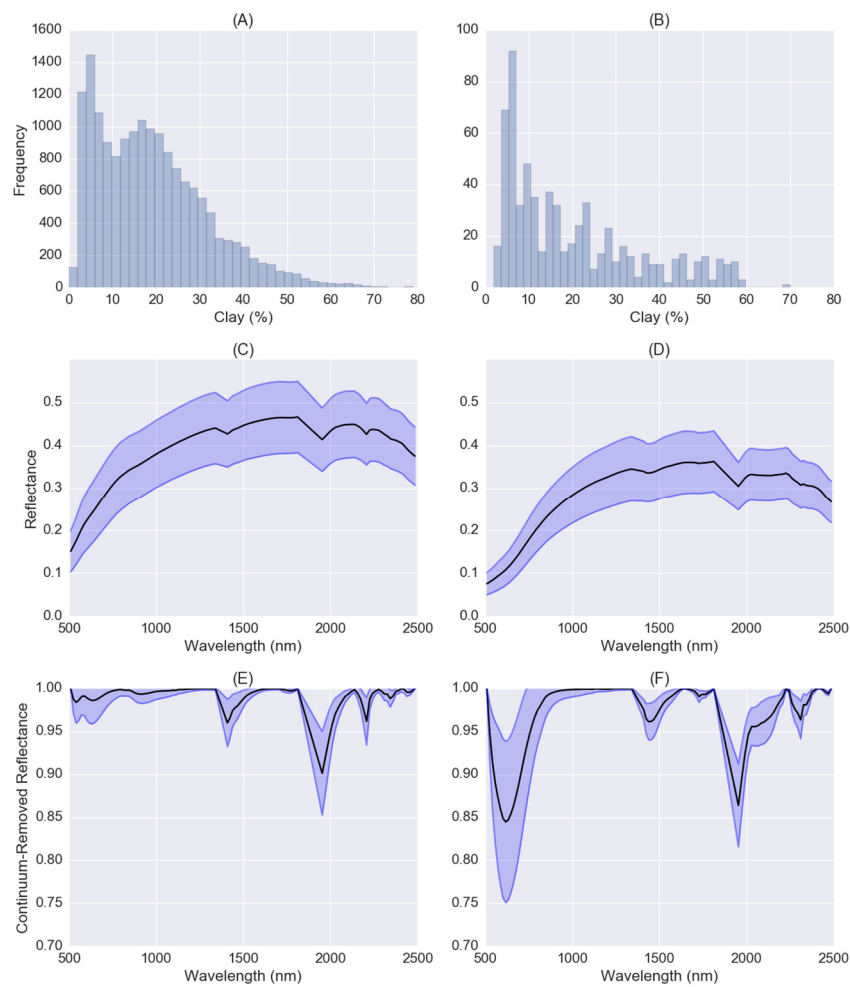 (A)
1600
1400
1200
1000
800
600
400
200
0
0 10 20 30 40 50 60 70 80
Frequency
Clay (%)
(B)
100
80
60
40
20
0
0 10 20 30 40 50 60 70 80
Clay (%)
(C)
0.5
0.4
0.3
0.2
0.1
0.0
500 1000 1500 2000 2500
Reflectance
Wavelength (nm)
(D)
0.5
0.4
0.3
0.2
0.1
0.0
500 1000 1500 2000 2500
Wavelength (nm)
(E)
1.00
0.95
0.90
0.85
0.80
0.75
0.70
500 1000 1500 2000 2500
Continuum-Removed Reflectance
Wavelength (nm)
(F)
1.00
0.95
0.90
0.85
0.80
0.75
0.70
500 1000 1500 2000 2500
Wavelength (nm)